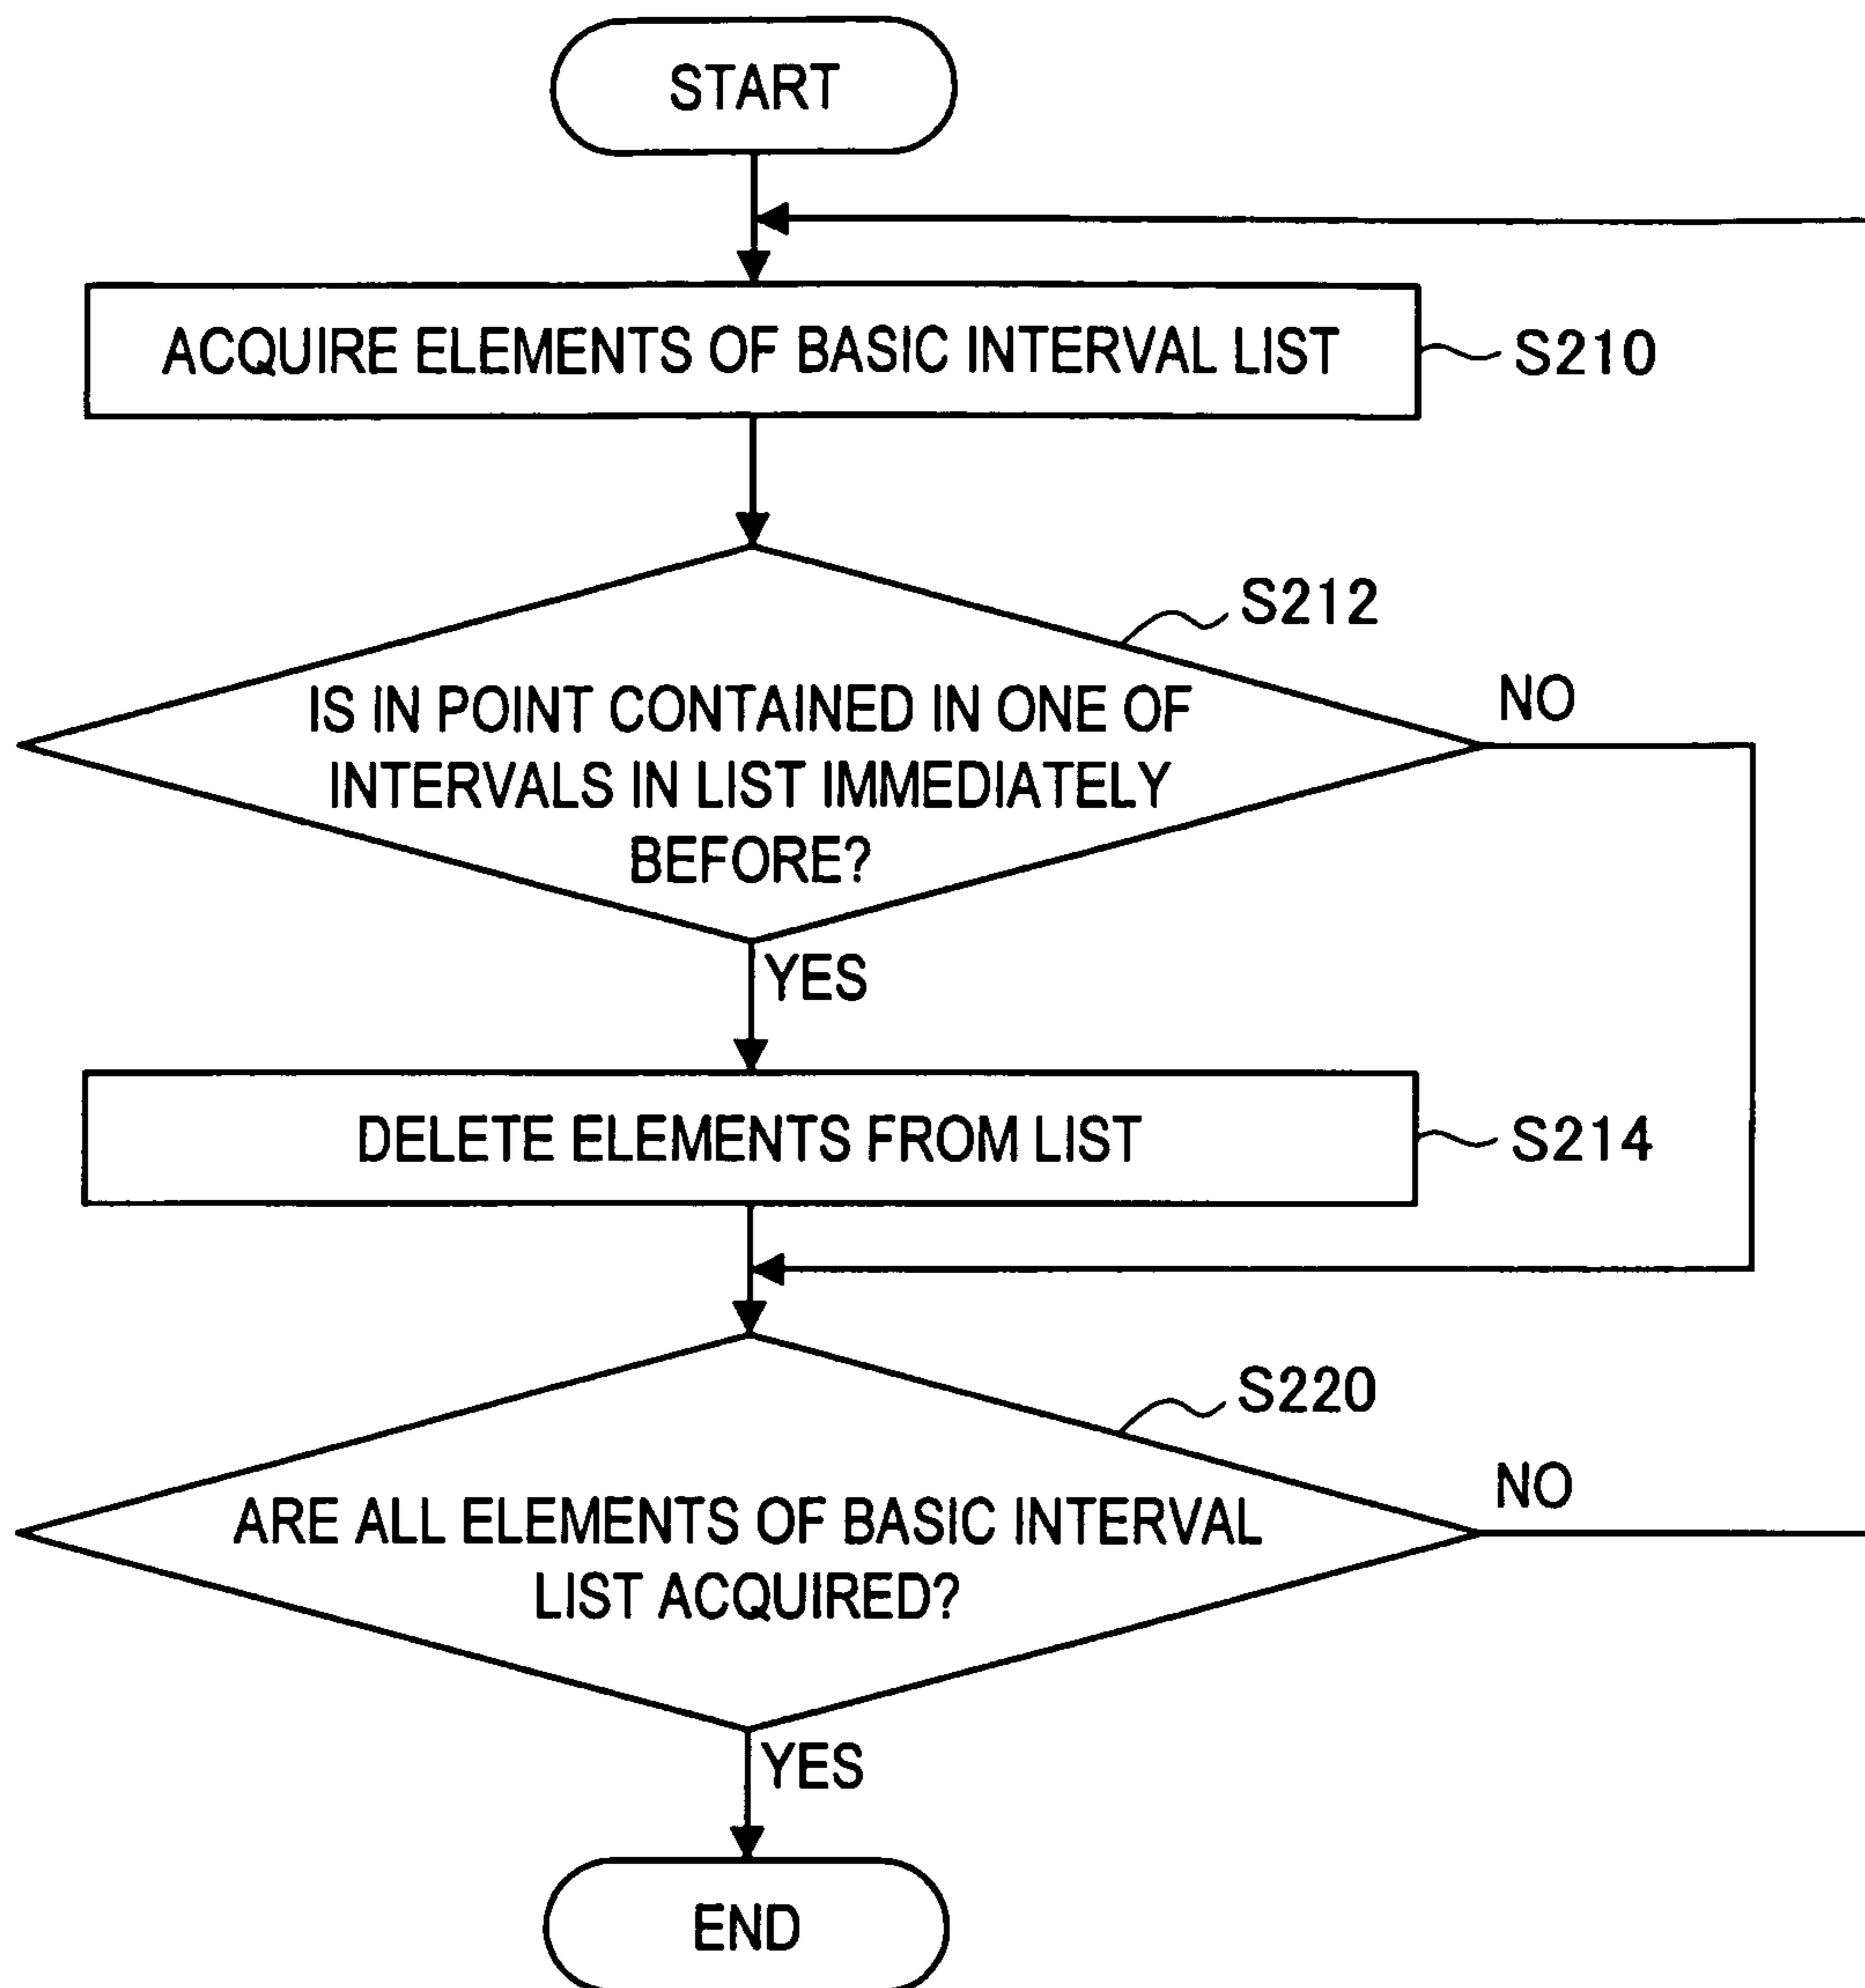 START
ACQUIRE ELEMENTS OF BASIC INTERVAL LIST
S210
S212
IS IN POINT CONTAINED IN ONE OF
INTERVALS IN LIST IMMEDIATELY
BEFORE?
NO
YES
DELETE ELEMENTS FROM LIST
S214
S220
ARE ALL ELEMENTS OF BASIC INTERVAL
LIST ACQUIRED?
NO
YES
END